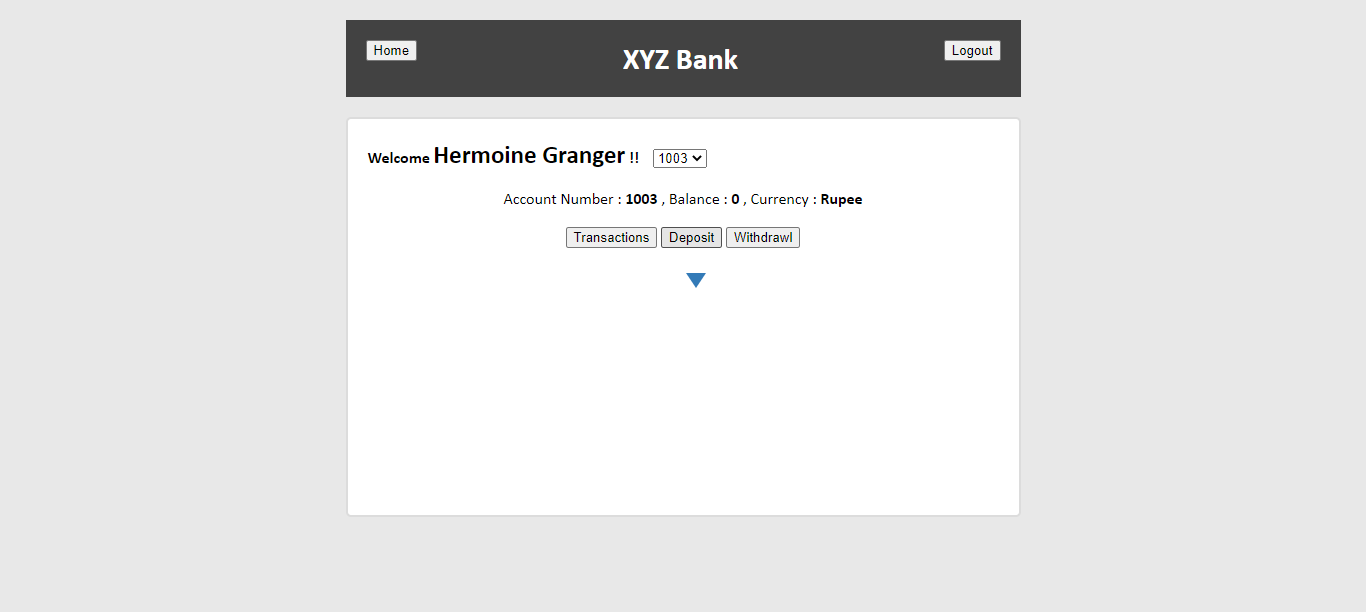 Home XYZ Bank Logout
Welcome Hermoine Granger !! 1003
Account Number : 1003 , Balance : 0 , Currency : Rupee
Transactions Deposit Withdrawl